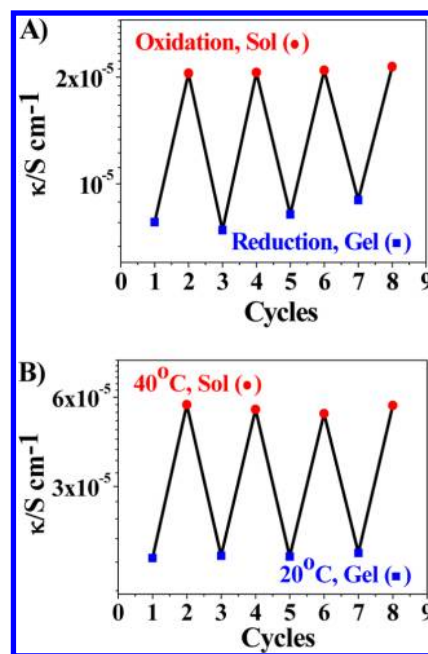 A)
Oxidation, Sol (●)
2x10⁻⁵
10⁻⁵
κ/S cm⁻¹
Reduction, Gel (■)
0 1 2 3 4 5 6 7 8 9
Cycles
B)
40°C, Sol (●)
6x10⁻⁵
3x10⁻⁵
κ/S cm⁻¹
20°C, Gel (■)
0 1 2 3 4 5 6 7 8 9
Cycles